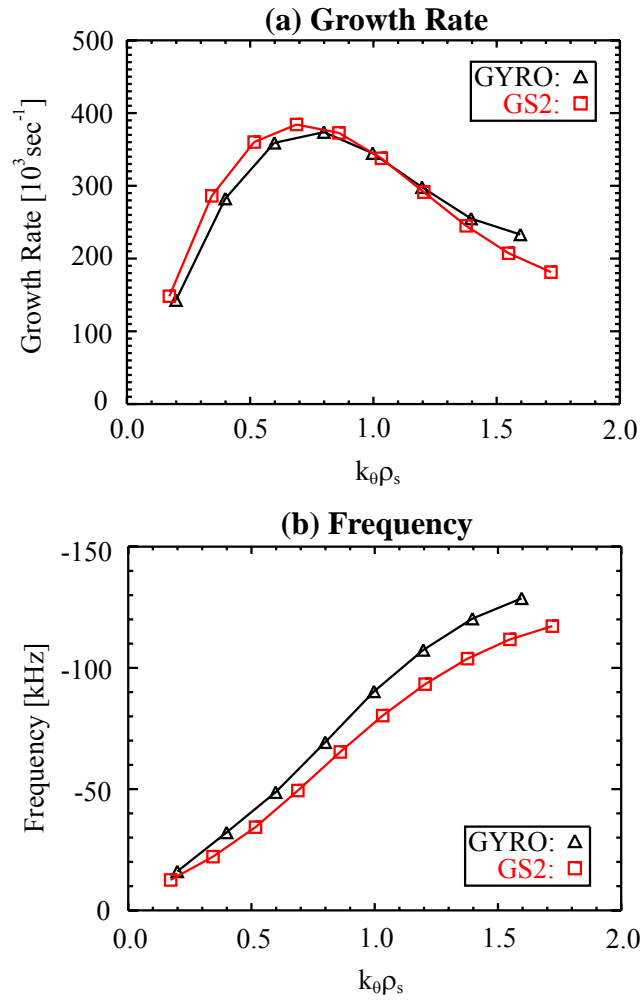 (a) Growth Rate
500
400
300
200
100
0
Growth Rate [10³ sec⁻¹]
GYRO:
GS2:
0.0 0.5 1.0 1.5 2.0
kθρs
(b) Frequency
-150
-100
-50
0
Frequency [kHz]
GYRO:
GS2:
0.0 0.5 1.0 1.5 2.0
kθρs